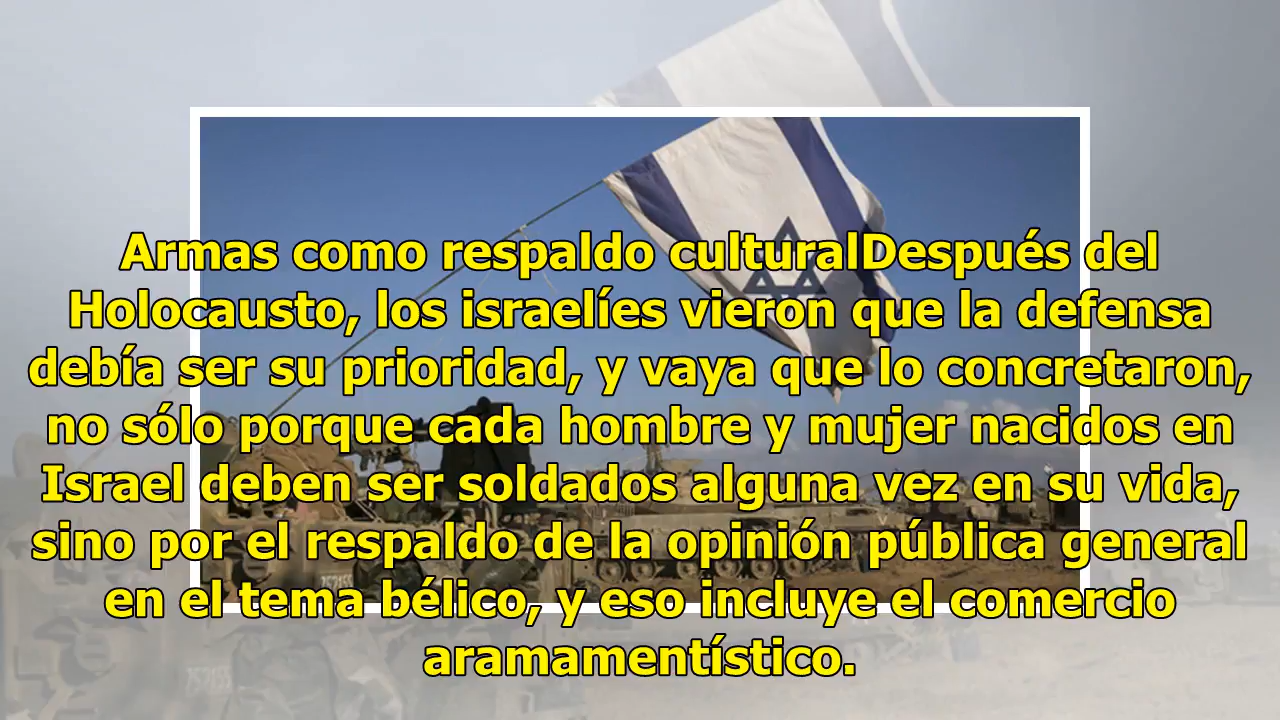 Armas como respaldo culturalDespués del
Holocausto, los israelíes vieron que la defensa
debía ser su prioridad, y vaya que lo concretaron,
no sólo porque cada hombre y mujer nacidos en
Israel deben ser soldados alguna vez en su vida,
sino por el respaldo de la opinión pública general
en el tema bélico, y eso incluye el comercio
aramamentístico.